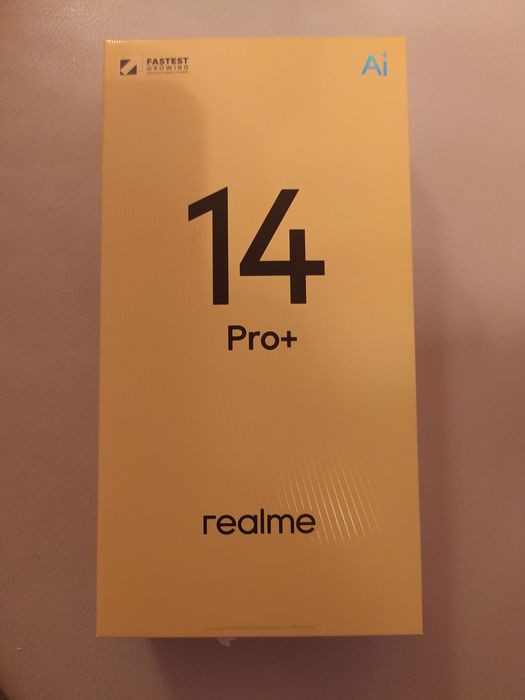 FASTEST
GROWING
Ai
14
Pro+
realme